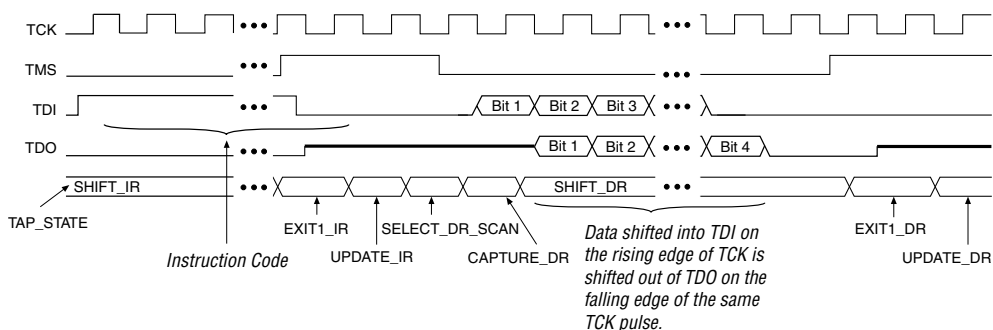 TCK
TMS
TDI Bit 1 Bit 2 Bit 3
TDO Bit 1 Bit 2 Bit 4
SHIFT_IR SHIFT_DR
TAP_STATE
EXIT1_IR SELECT_DR_SCAN EXIT1_DR
Instruction Code UPDATE_IR CAPTURE_DR UPDATE_DR
Data shifted into TDI on
the rising edge of TCK is
shifted out of TDO on the
falling edge of the same
TCK pulse.